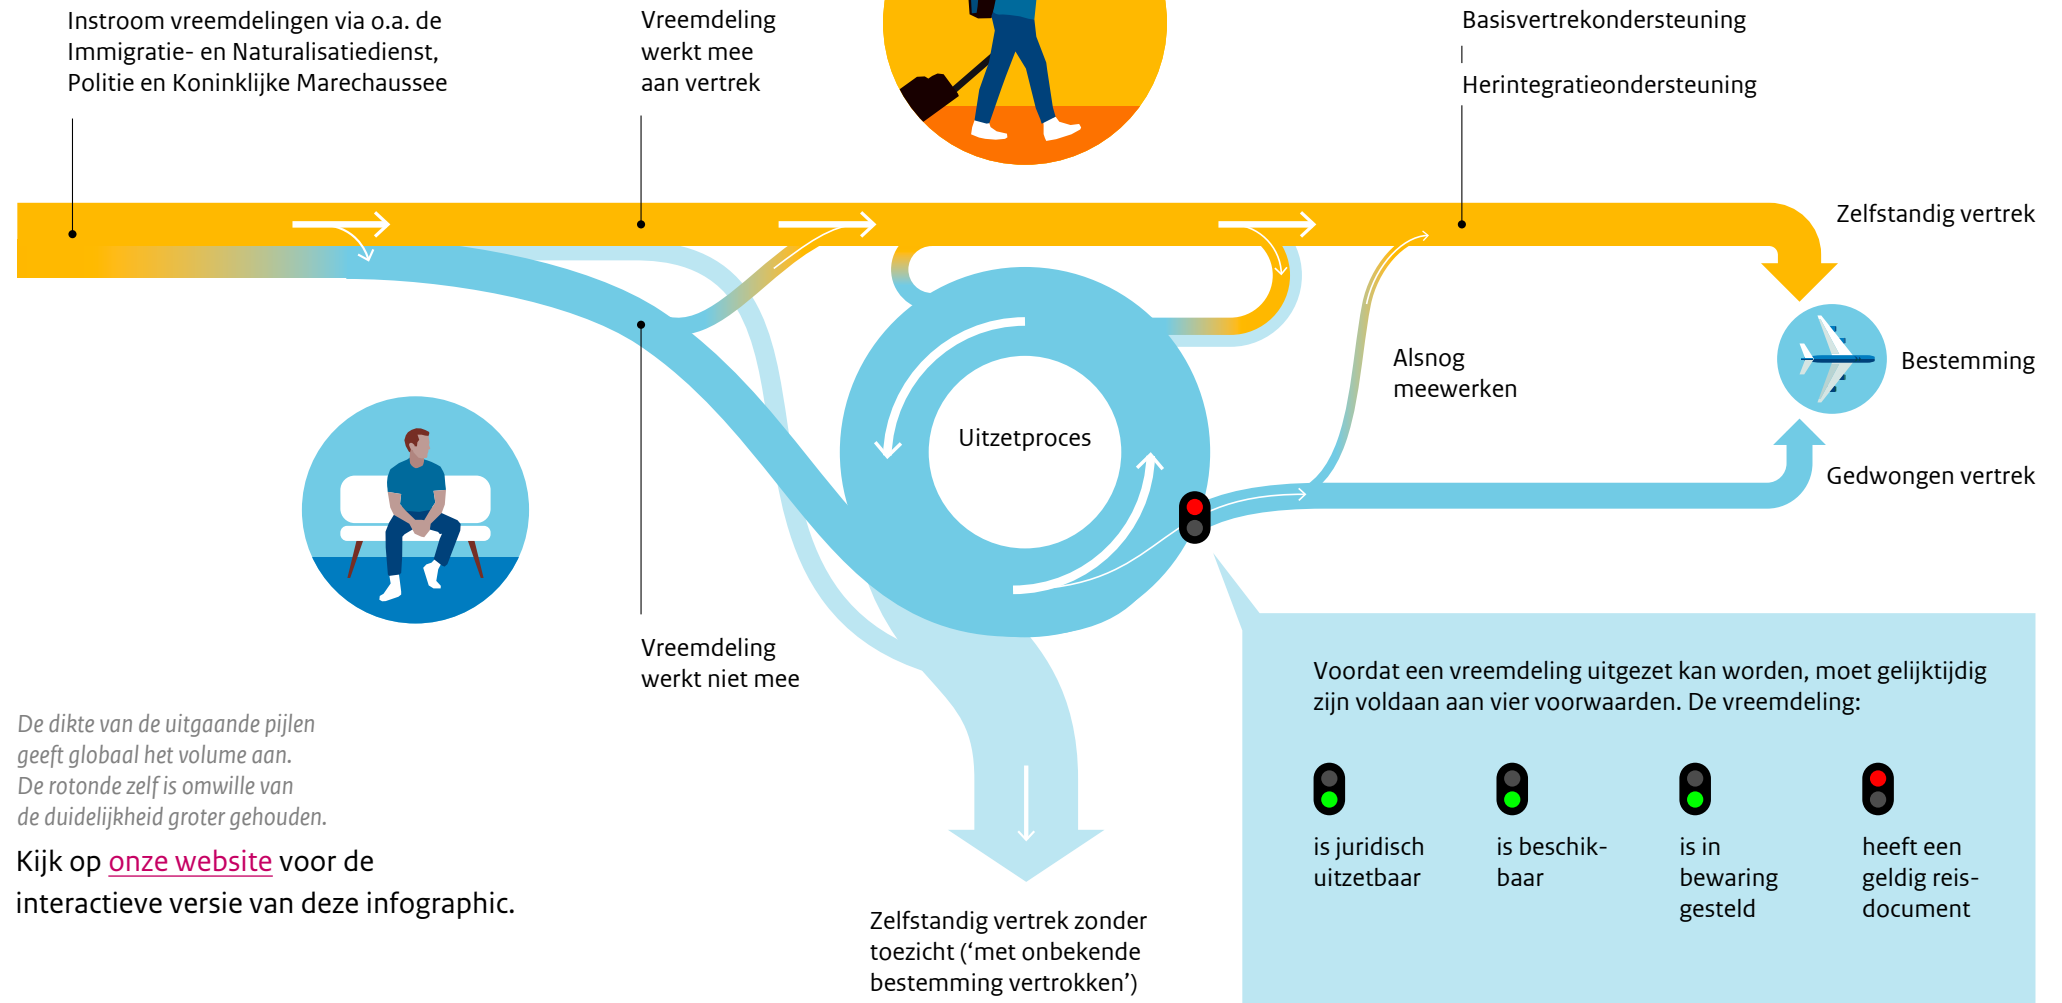 Instroom vreemdelingen via o.a. de
Immigratie- en Naturalisatiedienst,
Politie en Koninklijke Marechaussee
Vreemdeling
werkt mee
aan vertrek
Basisvertrekondersteuning
Herintegratieondersteuning
Zelfstandig vertrek
Alsnog
meewerken
Bestemming
Uitzetproces
Gedwongen vertrek
Vreemdeling
werkt niet mee
Voordat een vreemdeling uitgezet kan worden, moet gelijktijdig
zijn voldaan aan vier voorwaarden. De vreemdeling:
is juridisch
uitzetbaar
is beschik-
baar
is in
bewaring
gesteld
heeft een
geldig reis-
document
De dikte van de uitgaande pijlen
geeft globaal het volume aan.
De rotonde zelf is omwille van
de duidelijkheid groter gehouden.
Kijk op onze website voor de
interactieve versie van deze infographic.
Zelfstandig vertrek zonder
toezicht (‘met onbekende
bestemming vertrokken’)